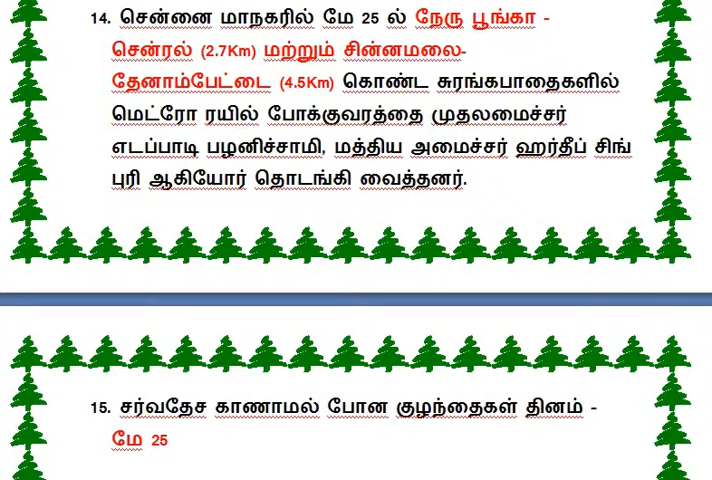 14. சென்னை மாநகரில் மே 25 ல் நேரு பூங்கா -
சென்ரல் (2.7Km) மற்றும் சின்னமலை-
தேனாம்பேட்டை (4.5Km) கொண்ட சுரங்கபாதைகளில்
மெட்ரோ ரயில் போக்குவரத்தை முதலமைச்சர்
எடப்பாடி பழனிச்சாமி, மத்திய அமைச்சர் ஹர்தீப் சிங்
புரி ஆகியோர் தொடங்கி வைத்தனர்.
15. சர்வதேச காணாமல் போன குழந்தைகள் தினம் -
மே 25